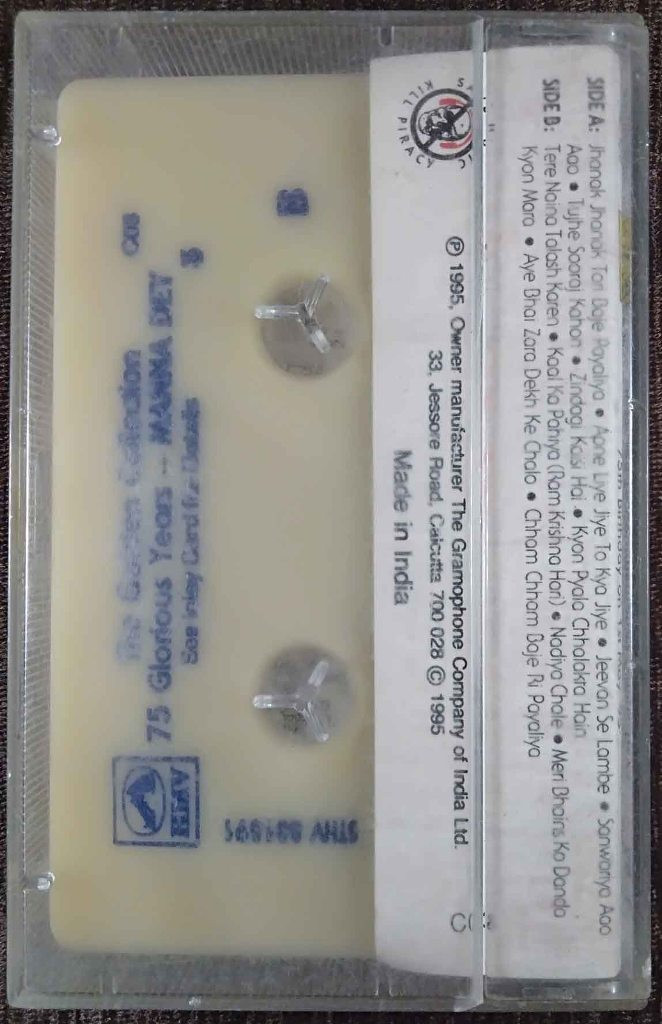 SIDE A: Jhanak Jhanak Tori Baje Payaliya • Apne Liye Jiye To Kya Jiye • Jeevan Se Lambe • Sanwariya Aao
Aao • Tujhe Sooraj Kahon • Zindagi Kaisi Hai • Kyon Pyala Chhalakta Hain
SIDE B: Tere Naina Talash Karen • Kaal Ka Pahiya (Ram Krishna Hari) • Nadiya Chale • Meri Bhains Ko Danda
Kyon Mara • Aye Bhai Zara Dekh Ke Chalo • Chham Chham Baje Ri Payaliya
KILL PIRACY
℗ 1995, Owner manufacturer The Gramophone Company of India Ltd.
33, Jessore Road, Calcutta 700 028 © 1995
Made in India
B
STHV
HMV
See inlay Card For Details
75 Glorious Years - MANNA DEY
The Golden Collection